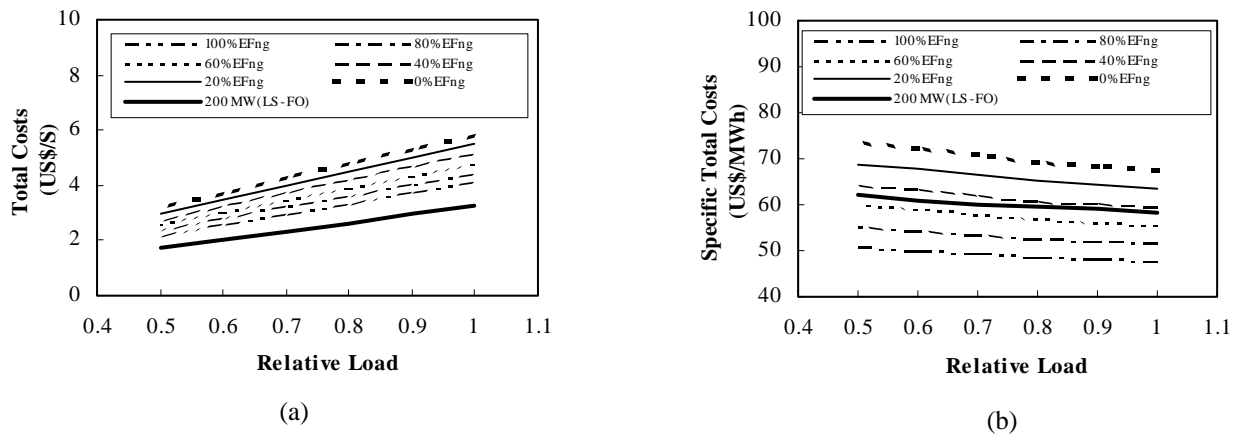 Total Costs
(US$/S)
10
8
6
4
2
0
100%EFng
80%EFng
60%EFng
40%EFng
20%EFng
0%EFng
200 MW(LS-FO)
0.4 0.5 0.6 0.7 0.8 0.9 1 1.1
Relative Load
(a)
Specific Total Costs
(US$/MWh)
100
90
80
70
60
50
40
100%EFng
80%EFng
60%EFng
40%EFng
20%EFng
0%EFng
200 MW(LS-FO)
0.4 0.5 0.6 0.7 0.8 0.9 1 1.1
Relative Load
(b)